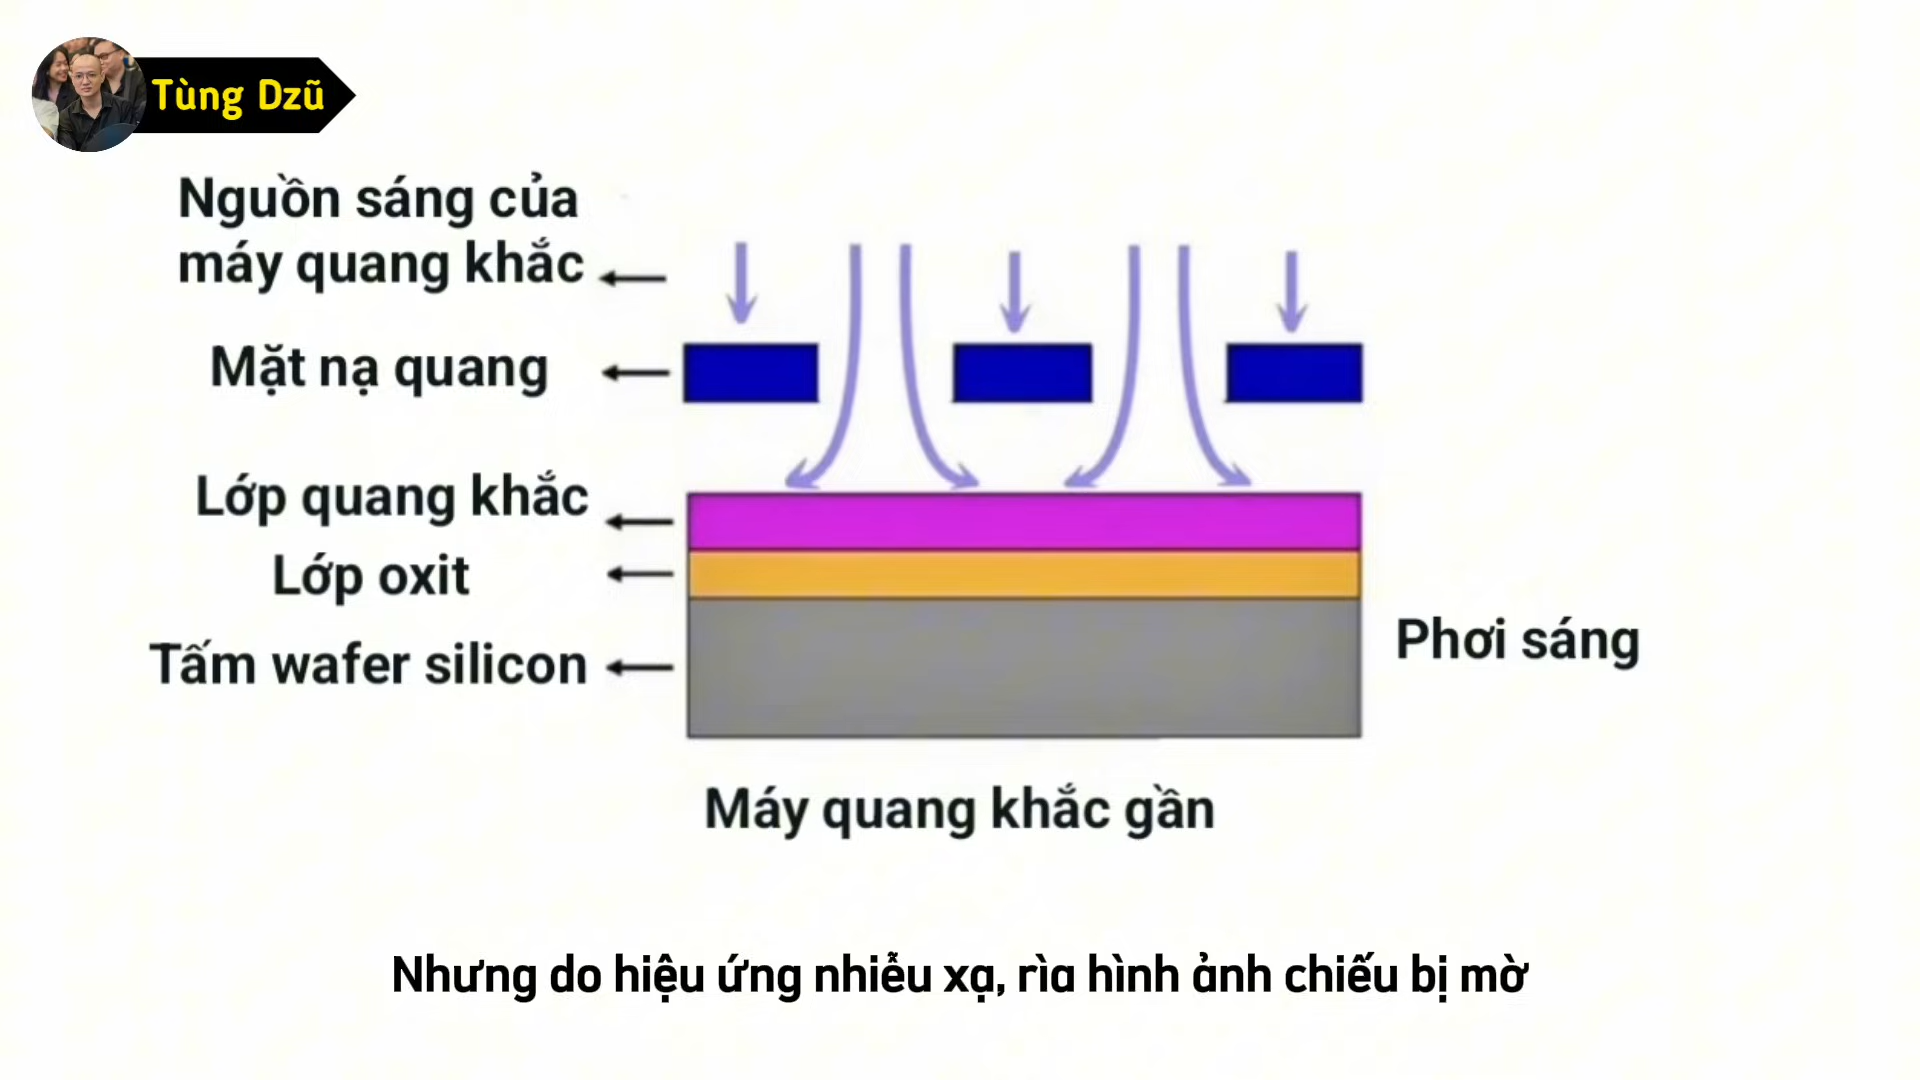 Tùng Dzũ
Nguồn sáng của
máy quang khắc
Mặt nạ quang
Lớp quang khắc
Lớp oxit
Tấm wafer silicon
Phơi sáng
Máy quang khắc gần
Nhưng do hiệu ứng nhiễu xạ, rìa hình ảnh chiếu bị mờ